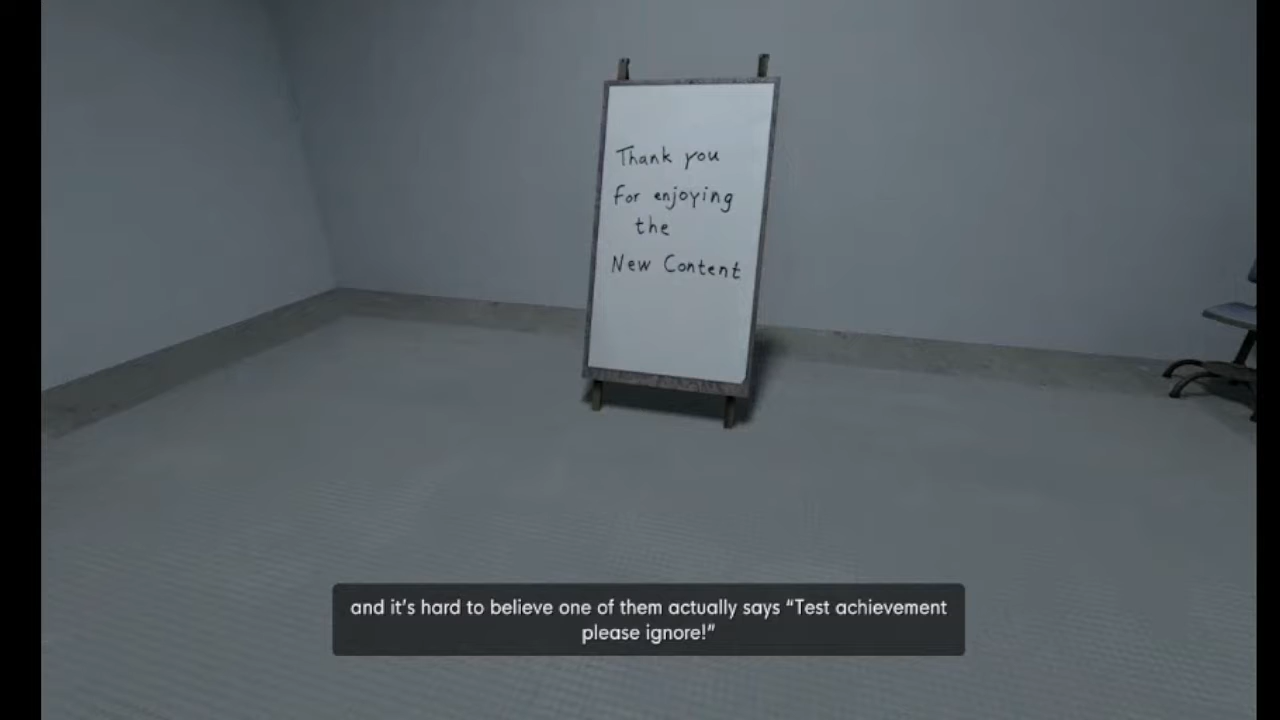 Thank you
for enjoying
the
New Content
and it's hard to believe one of them actually says “Test achievement
please ignore!”